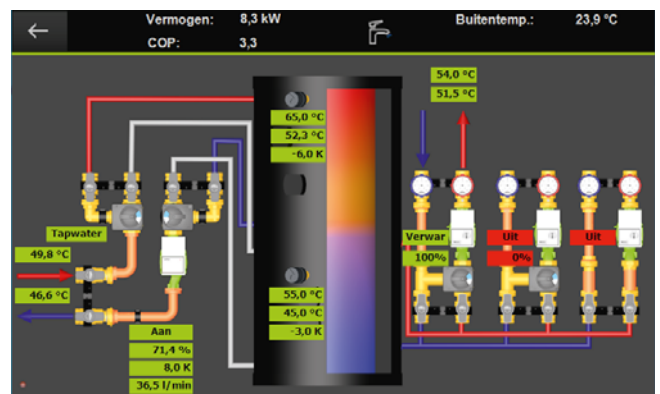 Vermogen: 8,3 kW Buitentemp.: 23,9 °C
COP: 3,3
54,0 °C
51,5 °C
65,0 °C
52,3 °C
-6,0 K
Tapwater
49,8 °C
46,6 °C
Verwar Uit Uit
100% 0%
55,0 °C
45,0 °C
-3,0 K
Aan
71,4 %
8,0 K
36,5 l/min